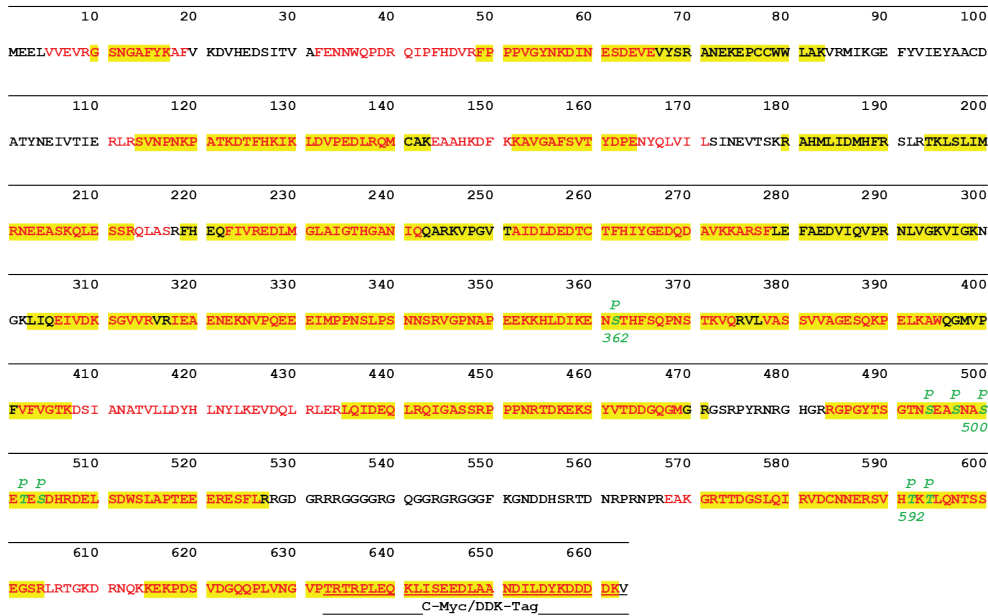 10 20 30 40 50 60 70 80 90 100
MEELVVEVRG SNGAFYKAFV KDVHEDSITV AFENNWQPDR QIPFHDVRFP PPVGYNKDIN ESDEVEVYSR ANEKEPCCWW LAKVRMIKGE FYVIEYAACD
110 120 130 140 150 160 170 180 190 200
ATYNEIVTIE RLRSVNPNKP ATKDTFHKIK LDVPEDLRQM CAKEAAHKDF KKAVGAFSVT YDPENYQLVI LSINEVTSKR AHMLIDMHFR SLRTKLSLIM
210 220 230 240 250 260 270 280 290 300
RNEEASKQLE SSRQLASRFH EQFIVREDLM GLAIGTHGAN IQQARKVPGV TAIDLDEDTC TFHIYGEDQD AVKKARSFLE FAEDVIQVPR NLVGKVIGKN
310 320 330 340 350 360 370 380 390 400
p
GKLIQEIVDK SGVVRVRIEA ENEKNVPQEE EIMPPNSLPS NNSRVGPNAP EEKKHLDIKE NSTHFSQPNS TKVQRVLVAS SVVAGESQKP ELKAWQGMVP
362
410 420 430 440 450 460 470 480 490 500
p p p
FVFVGTKDSI ANATVLLDYH LNYLKEVDQL RLERLQIDEQ LRQIGASSRP PPNRTDKEKS YVTDDGQGMG RGSRPYRNRG HGRRGPGYTS GTNSEASNAS
500
510 520 530 540 550 560 570 580 590 600
p p p p
ETESDHRDEL SDWSLAPTEE ERESFLRRGD GRRRGGGGRG QGGRGRGGGF KGNDDHSRTD NRPRNPREAK GRTTDGSLQI RVDCNNERSV HTKTLQNTSS
592
610 620 630 640 650 660
EGSRLRTGKD RNQKKEKPDS VDGQQPLVNG VPTRTRPLEQ KLISEEDLAA NDILDYKDDD DKV
C-Myc/DDK-Tag